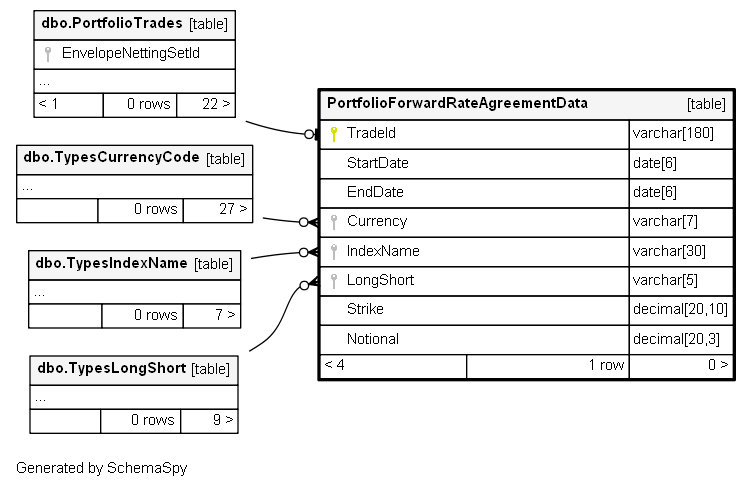 dbo.PortfolioTrades [table]
EnvelopeNettingSetId
...
< 1 0 rows 22 >
dbo.TypesCurrencyCode [table]
...
0 rows 27 >
dbo.TypesIndexName [table]
...
0 rows 7 >
dbo.TypesLongShort [table]
...
0 rows 9 >
PortfolioForwardRateAgreementData [table]
TradeId varchar[180]
StartDate date[6]
EndDate date[6]
Currency varchar[7]
IndexName varchar[30]
LongShort varchar[5]
Strike decimal[20,10]
Notional decimal[20,3]
< 4 1 row 0 >
Generated by SchemaSpy